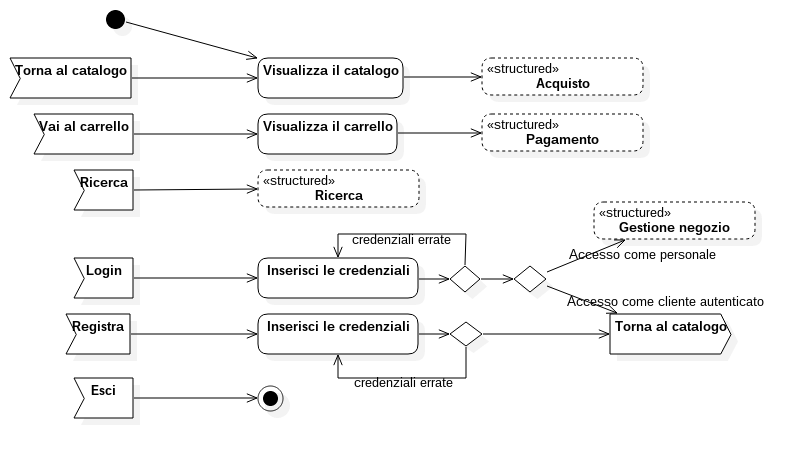 Torna al catalogo
Visualizza il catalogo
«structured»
Acquisto
Vai al carrello
Visualizza il carrello
«structured»
Pagamento
Ricerca
«structured»
Ricerca
«structured»
Gestione negozio
credenziali errate
Accesso come personale
Login
Inserisci le credenziali
Accesso come cliente autenticato
Registra
Inserisci le credenziali
Torna al catalogo
credenziali errate
Esci